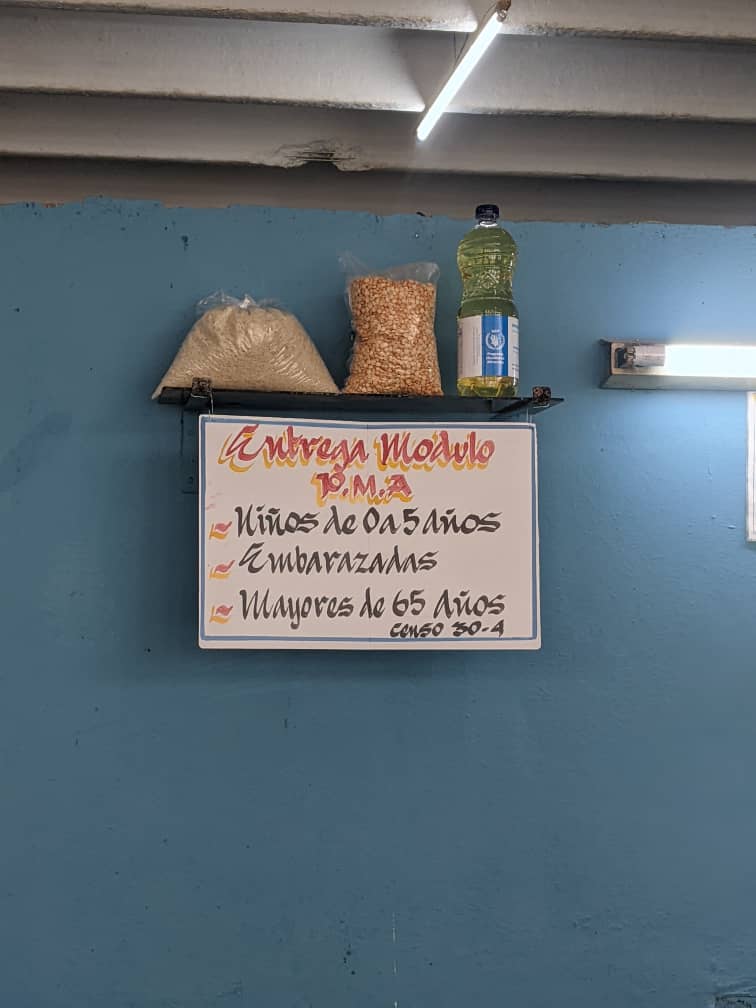 Entrega Modulo
P.M.A
Niños de 0 a 5 Años
Embarazadas
Mayores de 65 Años
Censo 30-4